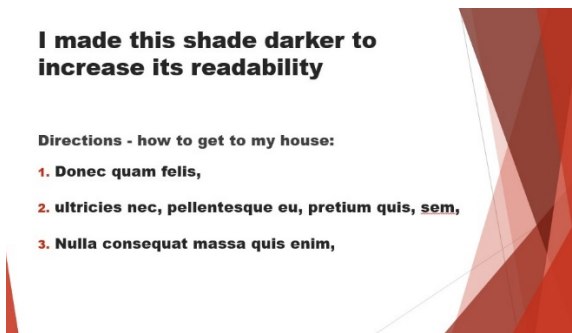 I made this shade darker to
increase its readability
Directions - how to get to my house:
1. Donec quam felis,
2. ultricies nec, pellentesque eu, pretium quis, sem,
3. Nulla consequat massa quis enim,